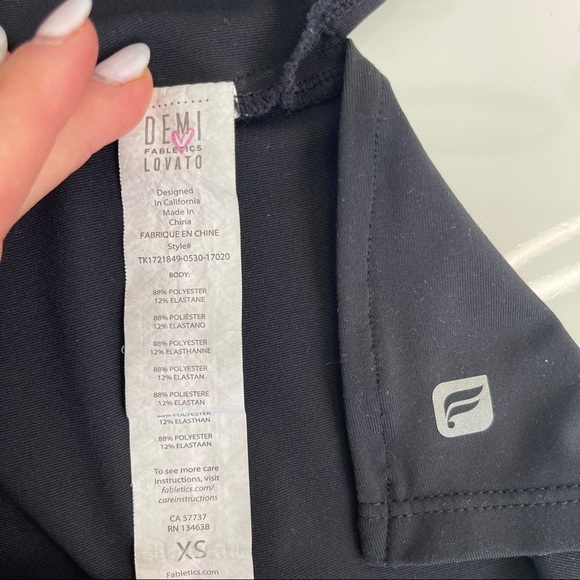 DEMI
FABLETICS
LOVATO
Designed
In California
Made In
China
FABRIQUE EN CHINE
Style#
TK1721849-0530-17020
BODY:
88% POLYESTER
12% ELASTANE
88% POLIÉSTER
12% ELASTANO
88% POLYESTER
12% ELASTHANNE
88% POLYESTER
12% ELASTAN
88% POLIESTERE
12% ELASTAN
88% POLYESTER
12% ELASTHAN
88% POLYESTER
12% ELASTAAN
To see more care
instructions, visit
fabletics.com/
careinstructions
CA 57737
RN 134638
XS
Fabletics.com